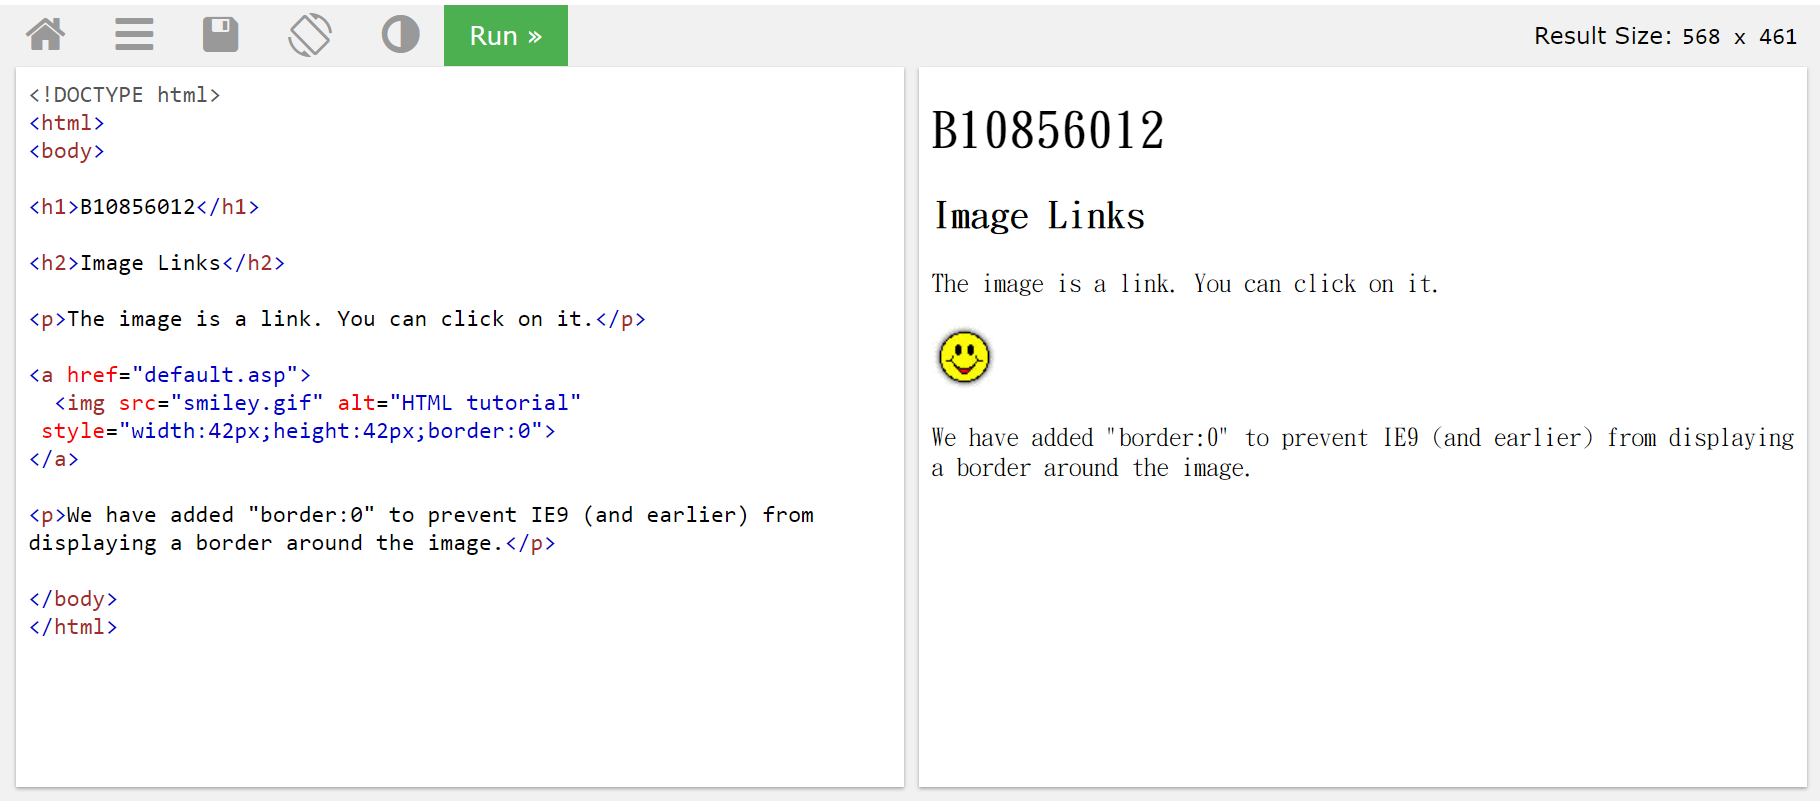 Run »
Result Size: 568 x 461
<!DOCTYPE html>
<html>
<body>
<h1>B10856012</h1>
<h2>Image Links</h2>
<p>The image is a link. You can click on it.</p>
<a href="default.asp">
<img src="smiley.gif" alt="HTML tutorial"
style="width:42px;height:42px;border:0">
</a>
<p>We have added "border:0" to prevent IE9 (and earlier) from
displaying a border around the image.</p>
</body>
</html>
B10856012
Image Links
The image is a link. You can click on it.
We have added "border:0" to prevent IE9 (and earlier) from displaying
a border around the image.